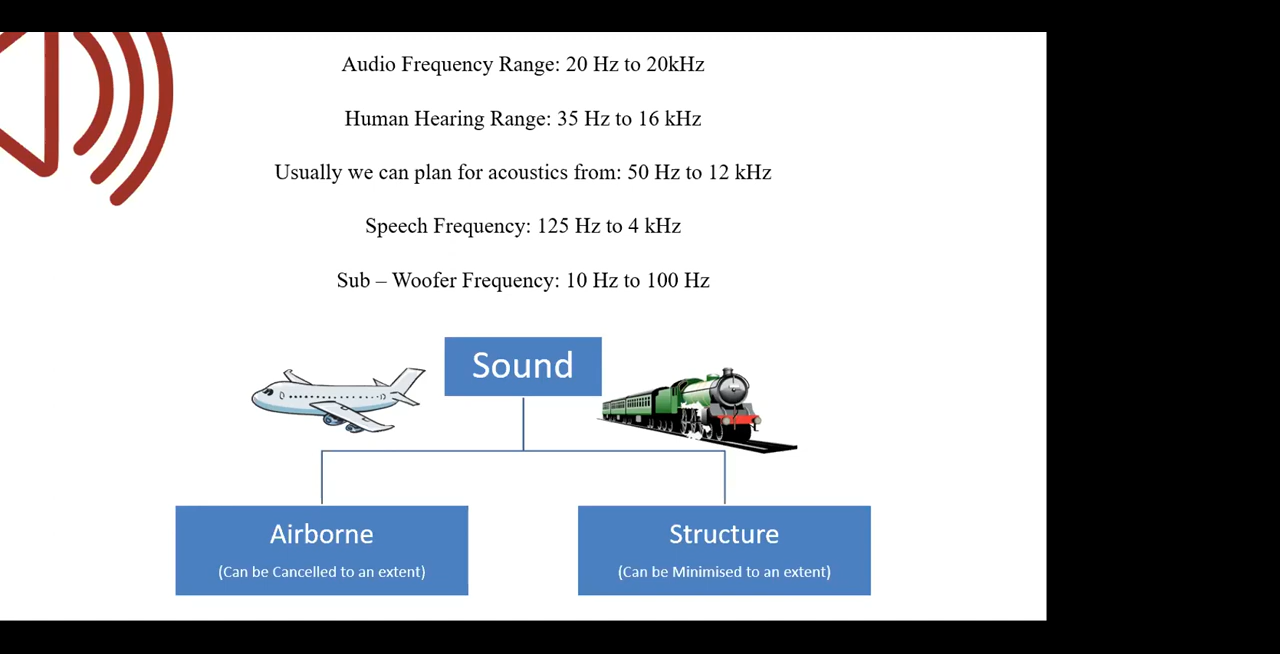 Audio Frequency Range: 20 Hz to 20kHz
Human Hearing Range: 35 Hz to 16 kHz
Usually we can plan for acoustics from: 50 Hz to 12 kHz
Speech Frequency: 125 Hz to 4 kHz
Sub – Woofer Frequency: 10 Hz to 100 Hz
Sound
Airborne
(Can be Cancelled to an extent)
Structure
(Can be Minimised to an extent)